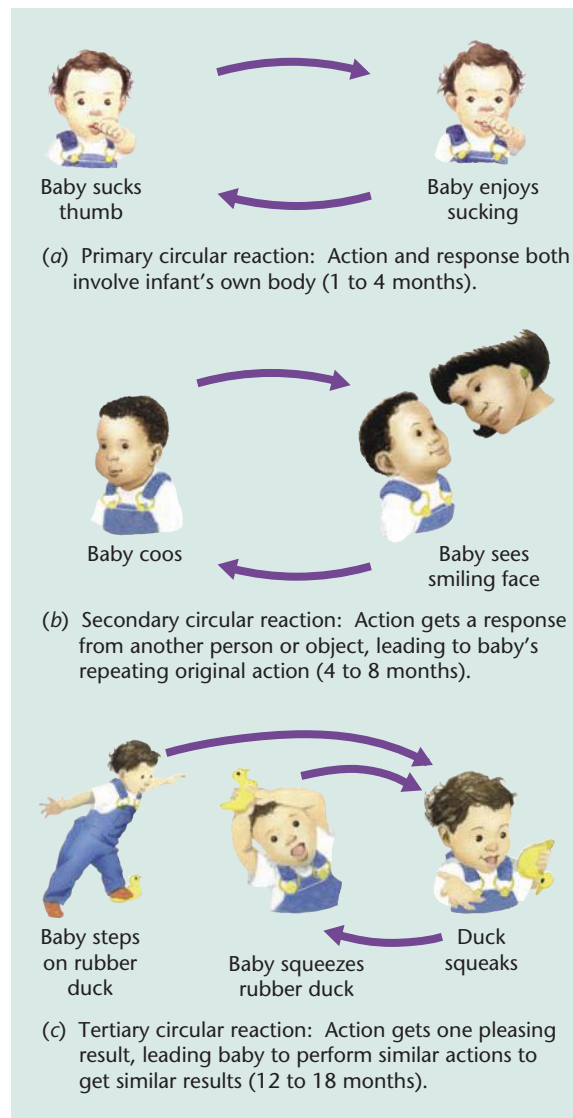 Baby sucks
thumb
Baby enjoys
sucking
(a) Primary circular reaction: Action and response both
involve infant’s own body (1 to 4 months).
Baby coos
Baby sees
smiling face
(b) Secondary circular reaction: Action gets a response
from another person or object, leading to baby’s
repeating original action (4 to 8 months).
Baby steps
on rubber
duck
Baby squeezes
rubber duck
Duck
squeaks
(c) Tertiary circular reaction: Action gets one pleasing
result, leading baby to perform similar actions to
get similar results (12 to 18 months).